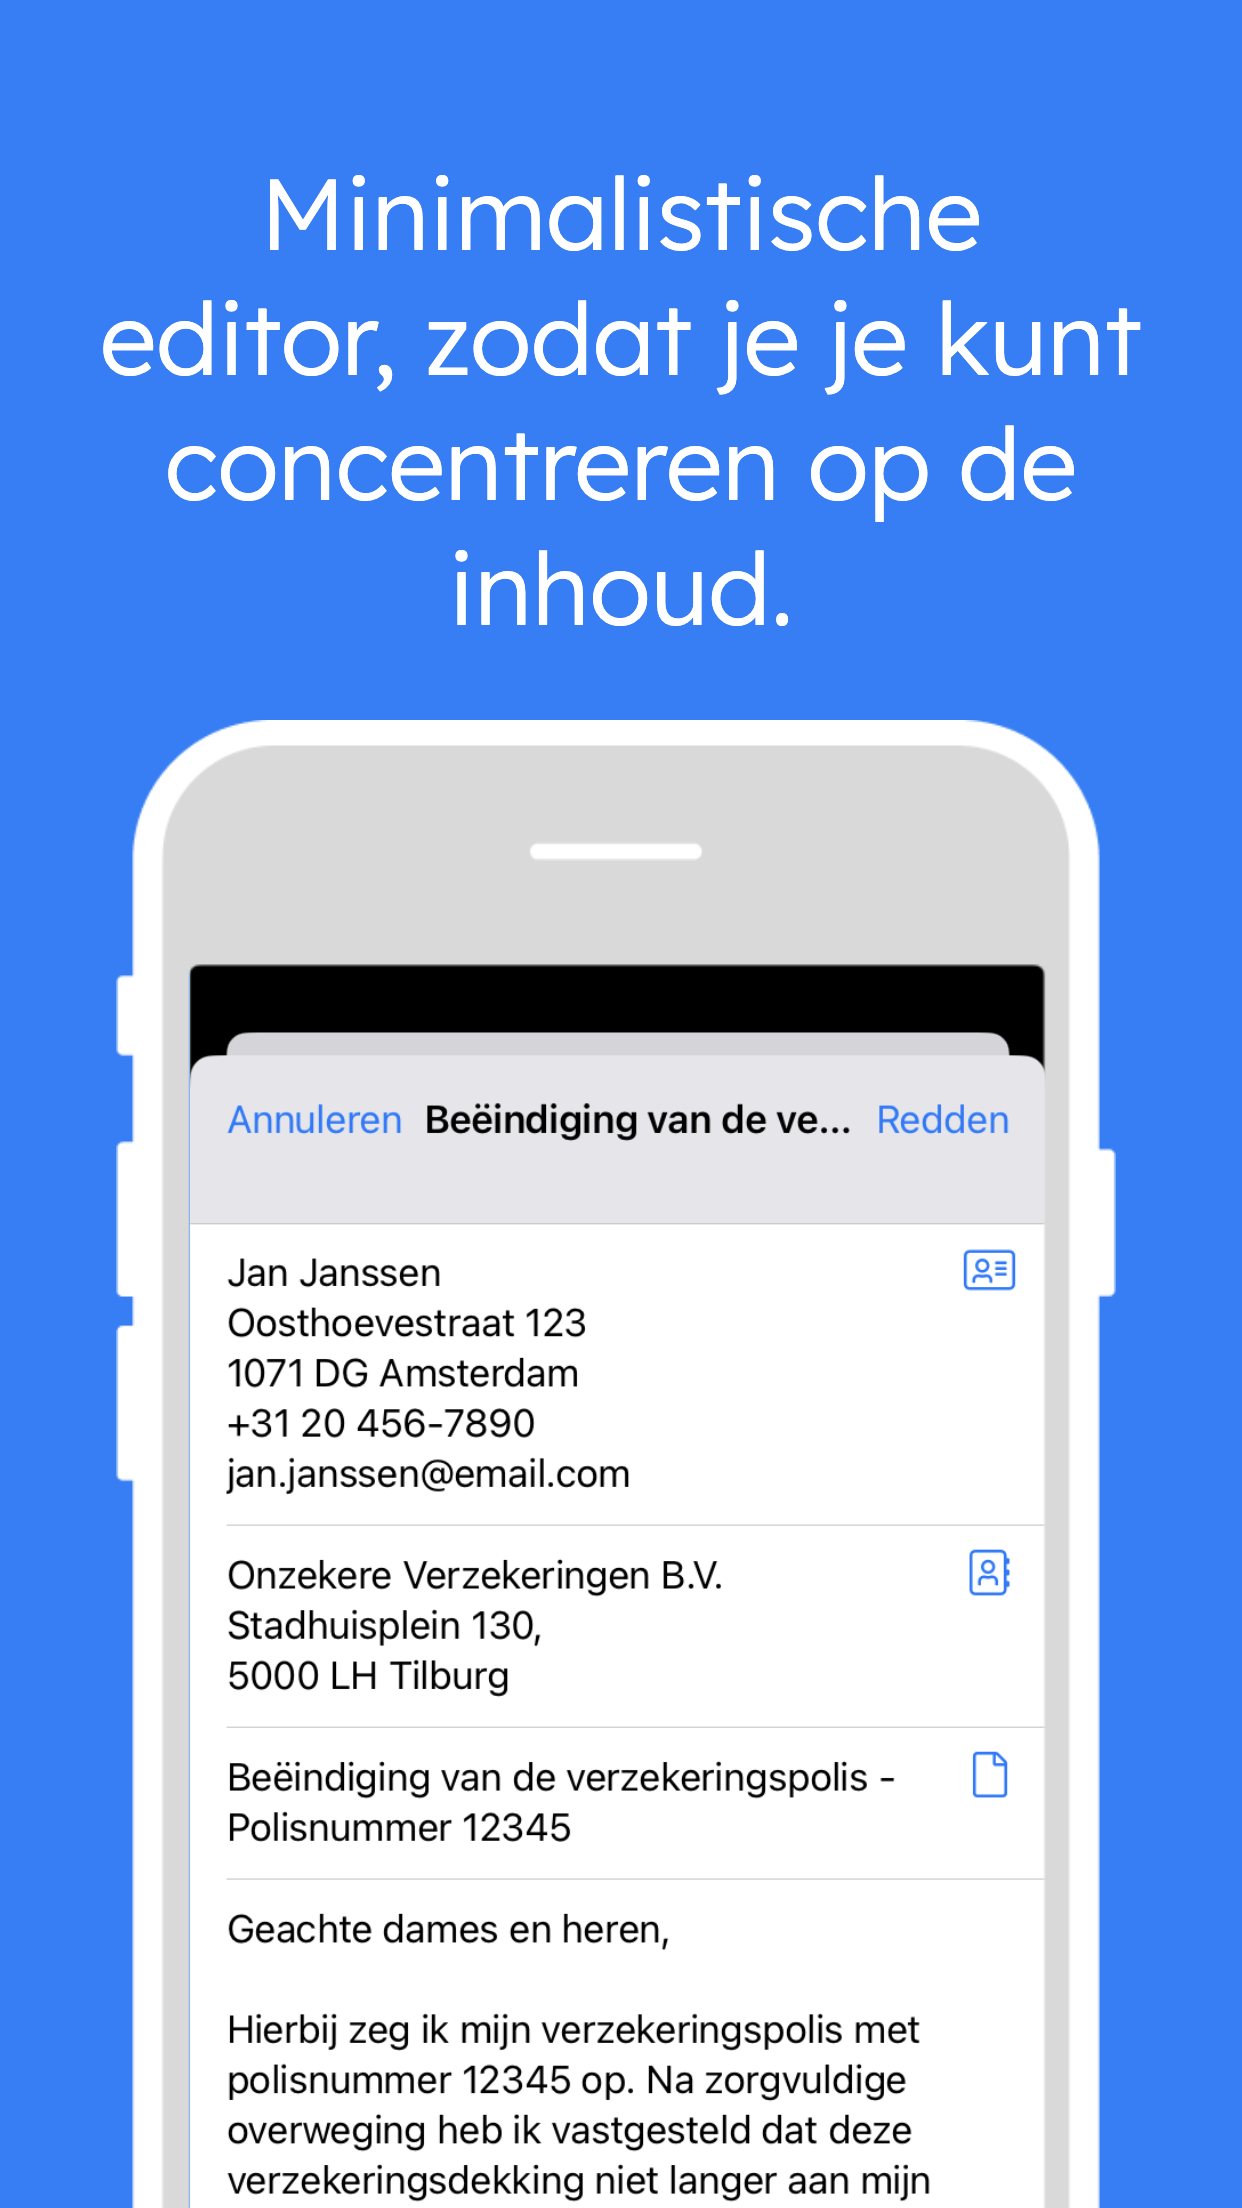 Minimalistische
editor, zodat je je kunt
concentreren op de
inhoud.
Annuleren Beëindiging van de ve... Redden
Jan Janssen
Oosthoevestraat 123
1071 DG Amsterdam
+31 20 456-7890
jan.janssen@email.com
Onzekere Verzekeringen B.V.
Stadhuisplein 130,
5000 LH Tilburg
Beëindiging van de verzekeringspolis -
Polisnummer 12345
Geachte dames en heren,
Hierbij zeg ik mijn verzekeringspolis met
polisnummer 12345 op. Na zorgvuldige
overweging heb ik vastgesteld dat deze
verzekeringsdekking niet langer aan mijn